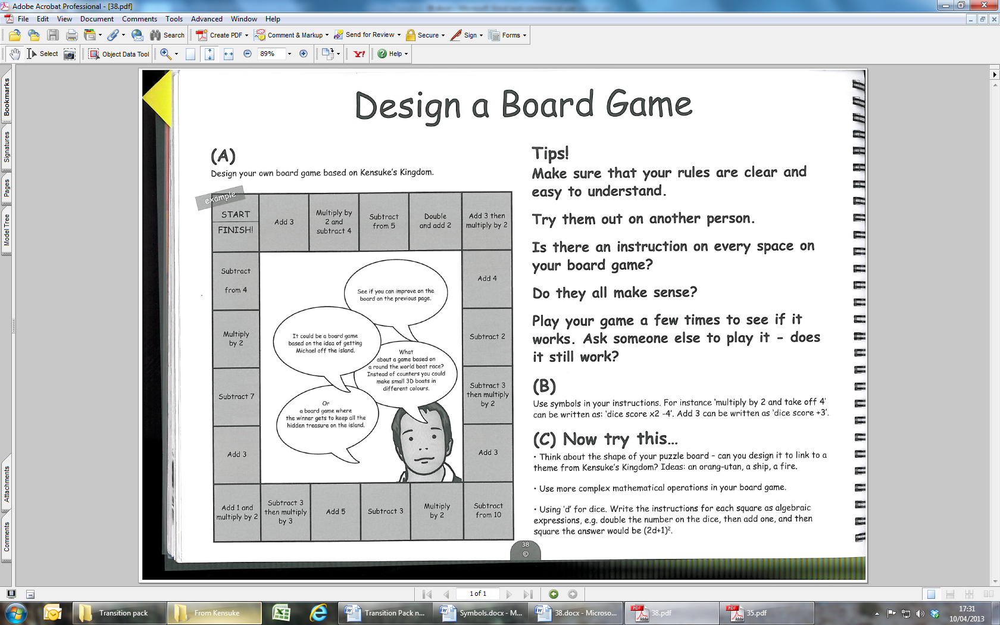 Adobe Acrobat Professional - [38.pdf]
File Edit View Document Comments Tools Advanced Window Help
Search Create PDF Comment & Markup Send for Review Secure Sign Forms
Select Object Data Tool 89% Y! Help
Bookmarks
Signatures
Pages
Model Tree
Attachments
Comments
Design a Board Game
(A)
Design your own board game based on Kensuke's Kingdom.
example
START
FINISH!
Add 3
Multiply by
2 and
subtract 4
Subtract
from 5
Double
and add 2
Add 3 then
multiply by 2
Add 4
Subtract 2
Subtract 3
then multiply
by 2
Add 3
Subtract
from 10
Multiply
by 2
Subtract 3
Add 5
Subtract 3
then multiply
by 3
Add 1 and
multiply by 2
Add 3
Subtract 7
Multiply
by 2
Subtract
from 4
See if you can improve on the
board on the previous page.
It could be a board game
based on the idea of getting
Michael off the island.
What
about a game based on
a round the world boat race?
Instead of counters you could
make small 3D boats in
different colours.
Or
a board game where
the winner gets to keep all the
hidden treasure on the island.
Tips!
Make sure that your rules are clear and
easy to understand.
Try them out on another person.
Is there an instruction on every space on
your board game?
Do they all make sense?
Play your game a few times to see if it
works. Ask someone else to play it - does
it still work?
(B)
Use symbols in your instructions. For instance 'multiply by 2 and take off 4'
can be written as: 'dice score x2 -4'. Add 3 can be written as 'dice score +3'.
(C) Now try this...
• Think about the shape of your puzzle board - can you design it to link to a
theme from Kensuke's Kingdom? Ideas: an orang-utan, a ship, a fire.
• Use more complex mathematical operations in your board game.
• Using 'd' for dice. Write the instructions for each square as algebraic
expressions, e.g. double the number on the dice, then add one, and then
square the answer would be (2d+1)².
38
©
1 of 1
Transition pack
From Kensuke
Transition Pack n...
Symbols.docx - M...
38.docx - Microso...
38.pdf
35.pdf
17:31
10/04/2013